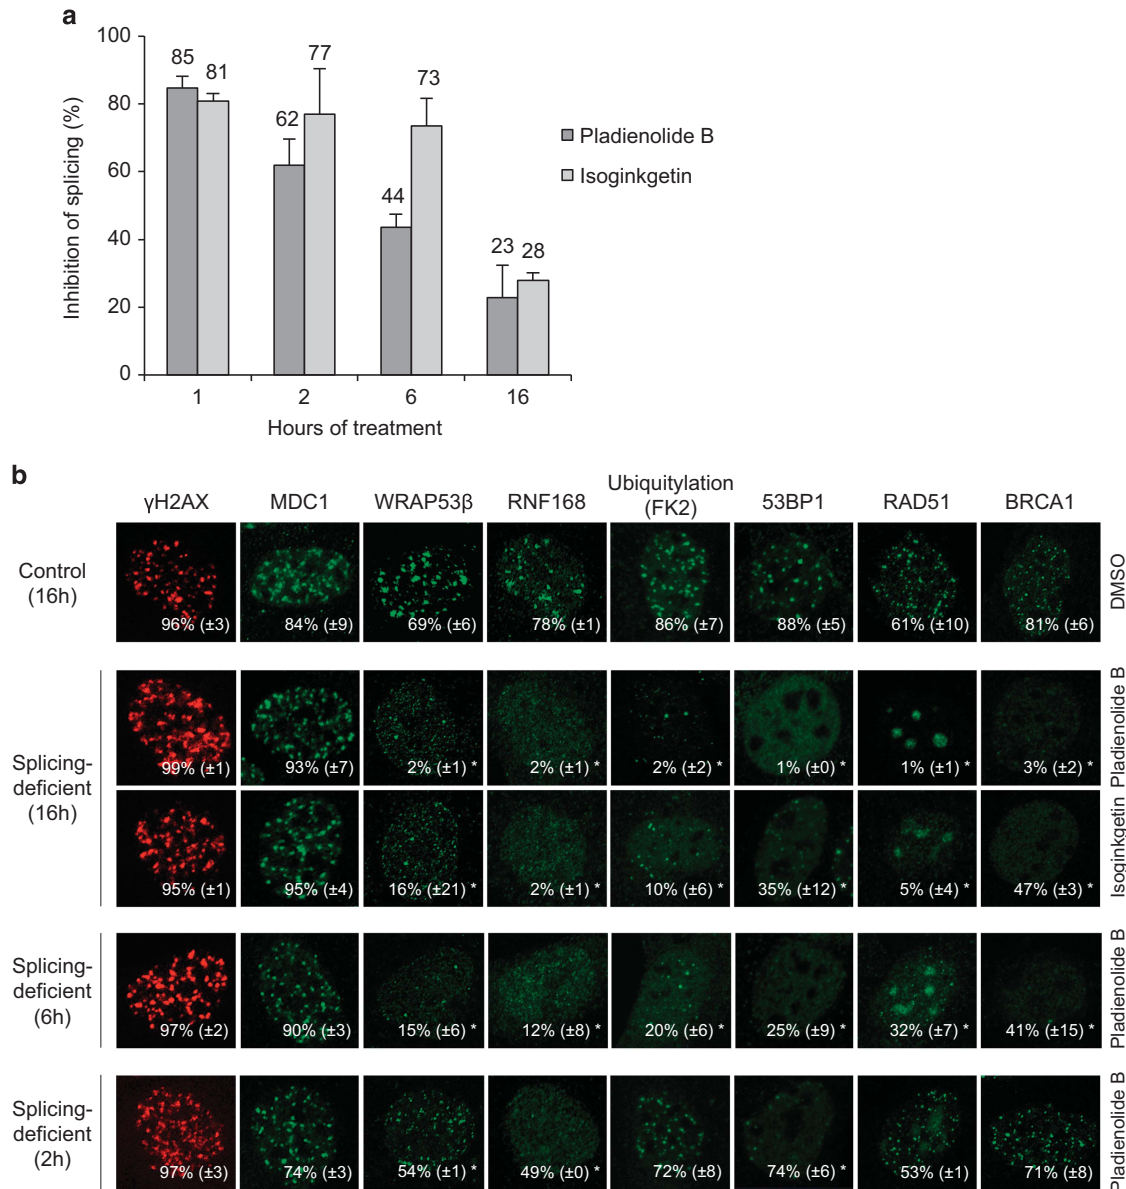 a
Inhibition of splicing (%)
100
80
60
40
20
0
85
81
62
77
44
73
23
28
1 2 6 16
Hours of treatment
Pladienolide B
Isoginkgetin
b
γH2AX MDC1 WRAP53β RNF168 Ubiquitylation (FK2) 53BP1 RAD51 BRCA1
Control
(16h)
96% (±3) 84% (±9) 69% (±6) 78% (±1) 86% (±7) 88% (±5) 61% (±10) 81% (±6)
DMSO
Splicing-
deficient
(16h)
99% (±1) 93% (±7) 2% (±1) * 2% (±1) * 2% (±2) * 1% (±0) * 1% (±1) * 3% (±2) *
Pladienolide B
95% (±1) 95% (±4) 16% (±21) * 2% (±1) * 10% (±6) * 35% (±12) * 5% (±4) * 47% (±3) *
Isoginkgetin
Splicing-
deficient
(6h)
97% (±2) 90% (±3) 15% (±6) * 12% (±8) * 20% (±6) * 25% (±9) * 32% (±7) * 41% (±15) *
Pladienolide B
Splicing-
deficient
(2h)
97% (±3) 74% (±3) 54% (±1) * 49% (±0) * 72% (±8) 74% (±6) * 53% (±1) 71% (±8)
Pladienolide B